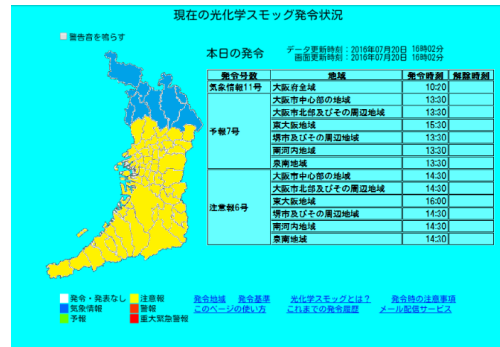 現在の光化学スモッグ発令状況
警告音を鳴らす
本日の発令
データ更新時刻：2016年07月20日 16時02分
画面更新時刻：2016年07月20日 16時02分
発令号数 地域 発令時刻 解除時刻
気象情報11号 大阪府全域 10:20
予報7号 大阪市中心部の地域 13:30
大阪市北部及びその周辺地域 13:30
東大阪地域 15:30
堺市及びその周辺地域 13:30
南河内地域 13:30
泉南地域 13:30
注意報6号 大阪市中心部の地域 14:30
大阪市北部及びその周辺地域 14:30
東大阪地域 16:00
堺市及びその周辺地域 14:30
南河内地域 14:30
泉南地域 14:30
発令・発表なし 注意報
気象情報 警報
予報 重大緊急警報
発令地域 発令基準 光化学スモッグとは？ 発令時の注意事項
このページの使い方 これまでの発令履歴 メール配信サービス